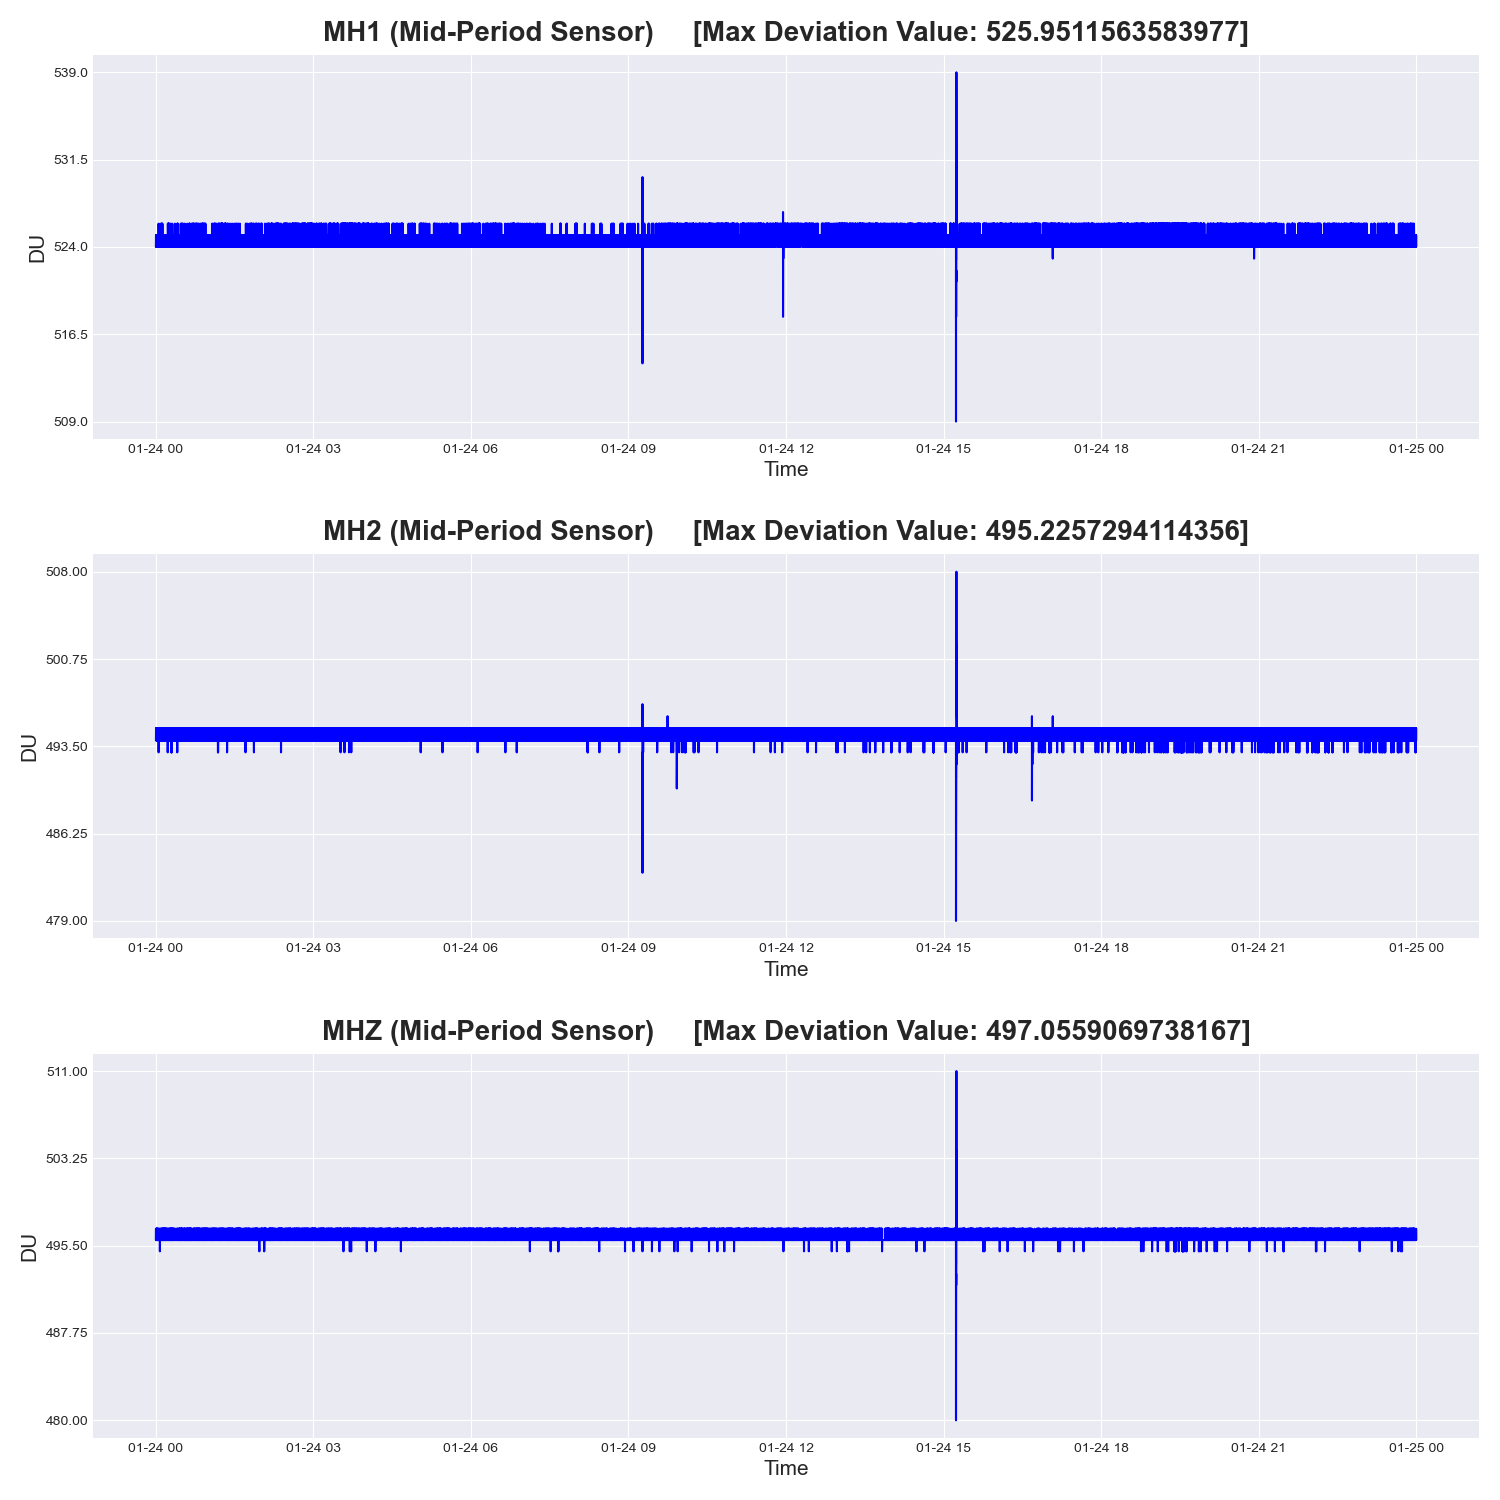 MH1 (Mid-Period Sensor) [Max Deviation Value: 525.9511563583977]
539.0
531.5
524.0
516.5
509.0
DU
01-24 00 01-24 03 01-24 06 01-24 09 01-24 12 01-24 15 01-24 18 01-24 21 01-25 00
Time
MH2 (Mid-Period Sensor) [Max Deviation Value: 495.2257294114356]
508.00
500.75
493.50
486.25
479.00
DU
01-24 00 01-24 03 01-24 06 01-24 09 01-24 12 01-24 15 01-24 18 01-24 21 01-25 00
Time
MHZ (Mid-Period Sensor) [Max Deviation Value: 497.0559069738167]
511.00
503.25
495.50
487.75
480.00
DU
01-24 00 01-24 03 01-24 06 01-24 09 01-24 12 01-24 15 01-24 18 01-24 21 01-25 00
Time